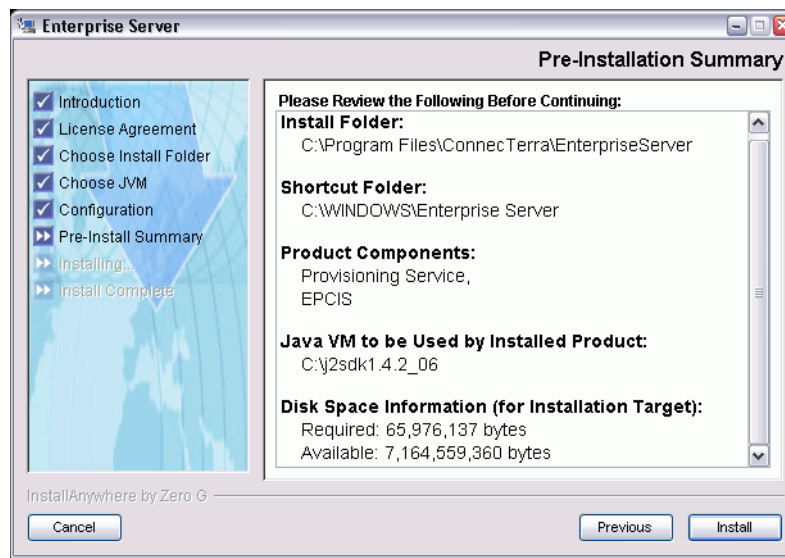 Enterprise Server
Pre-Installation Summary
Introduction
License Agreement
Choose Install Folder
Choose JVM
Configuration
Pre-Install Summary
Installing...
Install Complete
Please Review the Following Before Continuing:
Install Folder:
C:\Program Files\ConnecTerra\EnterpriseServer
Shortcut Folder:
C:\WINDOWS\Enterprise Server
Product Components:
Provisioning Service,
EPCIS
Java VM to be Used by Installed Product:
C:\j2sdk1.4.2_06
Disk Space Information (for Installation Target):
Required: 65,976,137 bytes
Available: 7,164,559,360 bytes
InstallAnywhere by Zero G
Cancel
Previous
Install